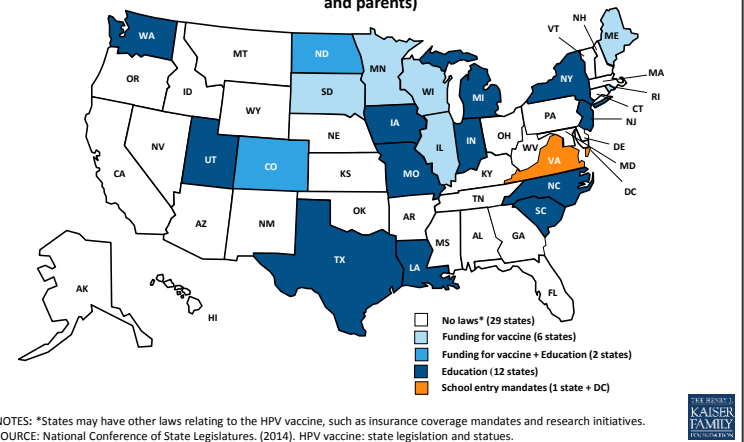 and parents)
NH
VT
ME
WA
MT
ND
MN
OR
ID
SD
WI
NY
MA
MI
RI
WY
CT
IA
PA
NJ
NE
OH
NV
IN
DE
UT
IL
WV
CO
VA
MD
CA
KS
MO
KY
DC
NC
TN
OK
SC
AZ
NM
AR
MS
AL
GA
TX
LA
AK
FL
HI
No laws* (29 states)
Funding for vaccine (6 states)
Funding for vaccine + Education (2 states)
Education (12 states)
School entry mandates (1 state + DC)
NOTES: *States may have other laws relating to the HPV vaccine, such as insurance coverage mandates and research initiatives.
OURCE: National Conference of State Legislatures. (2014). HPV vaccine: state legislation and statues.
THE HENRY J.
KAISER
FAMILY
FOUNDATION